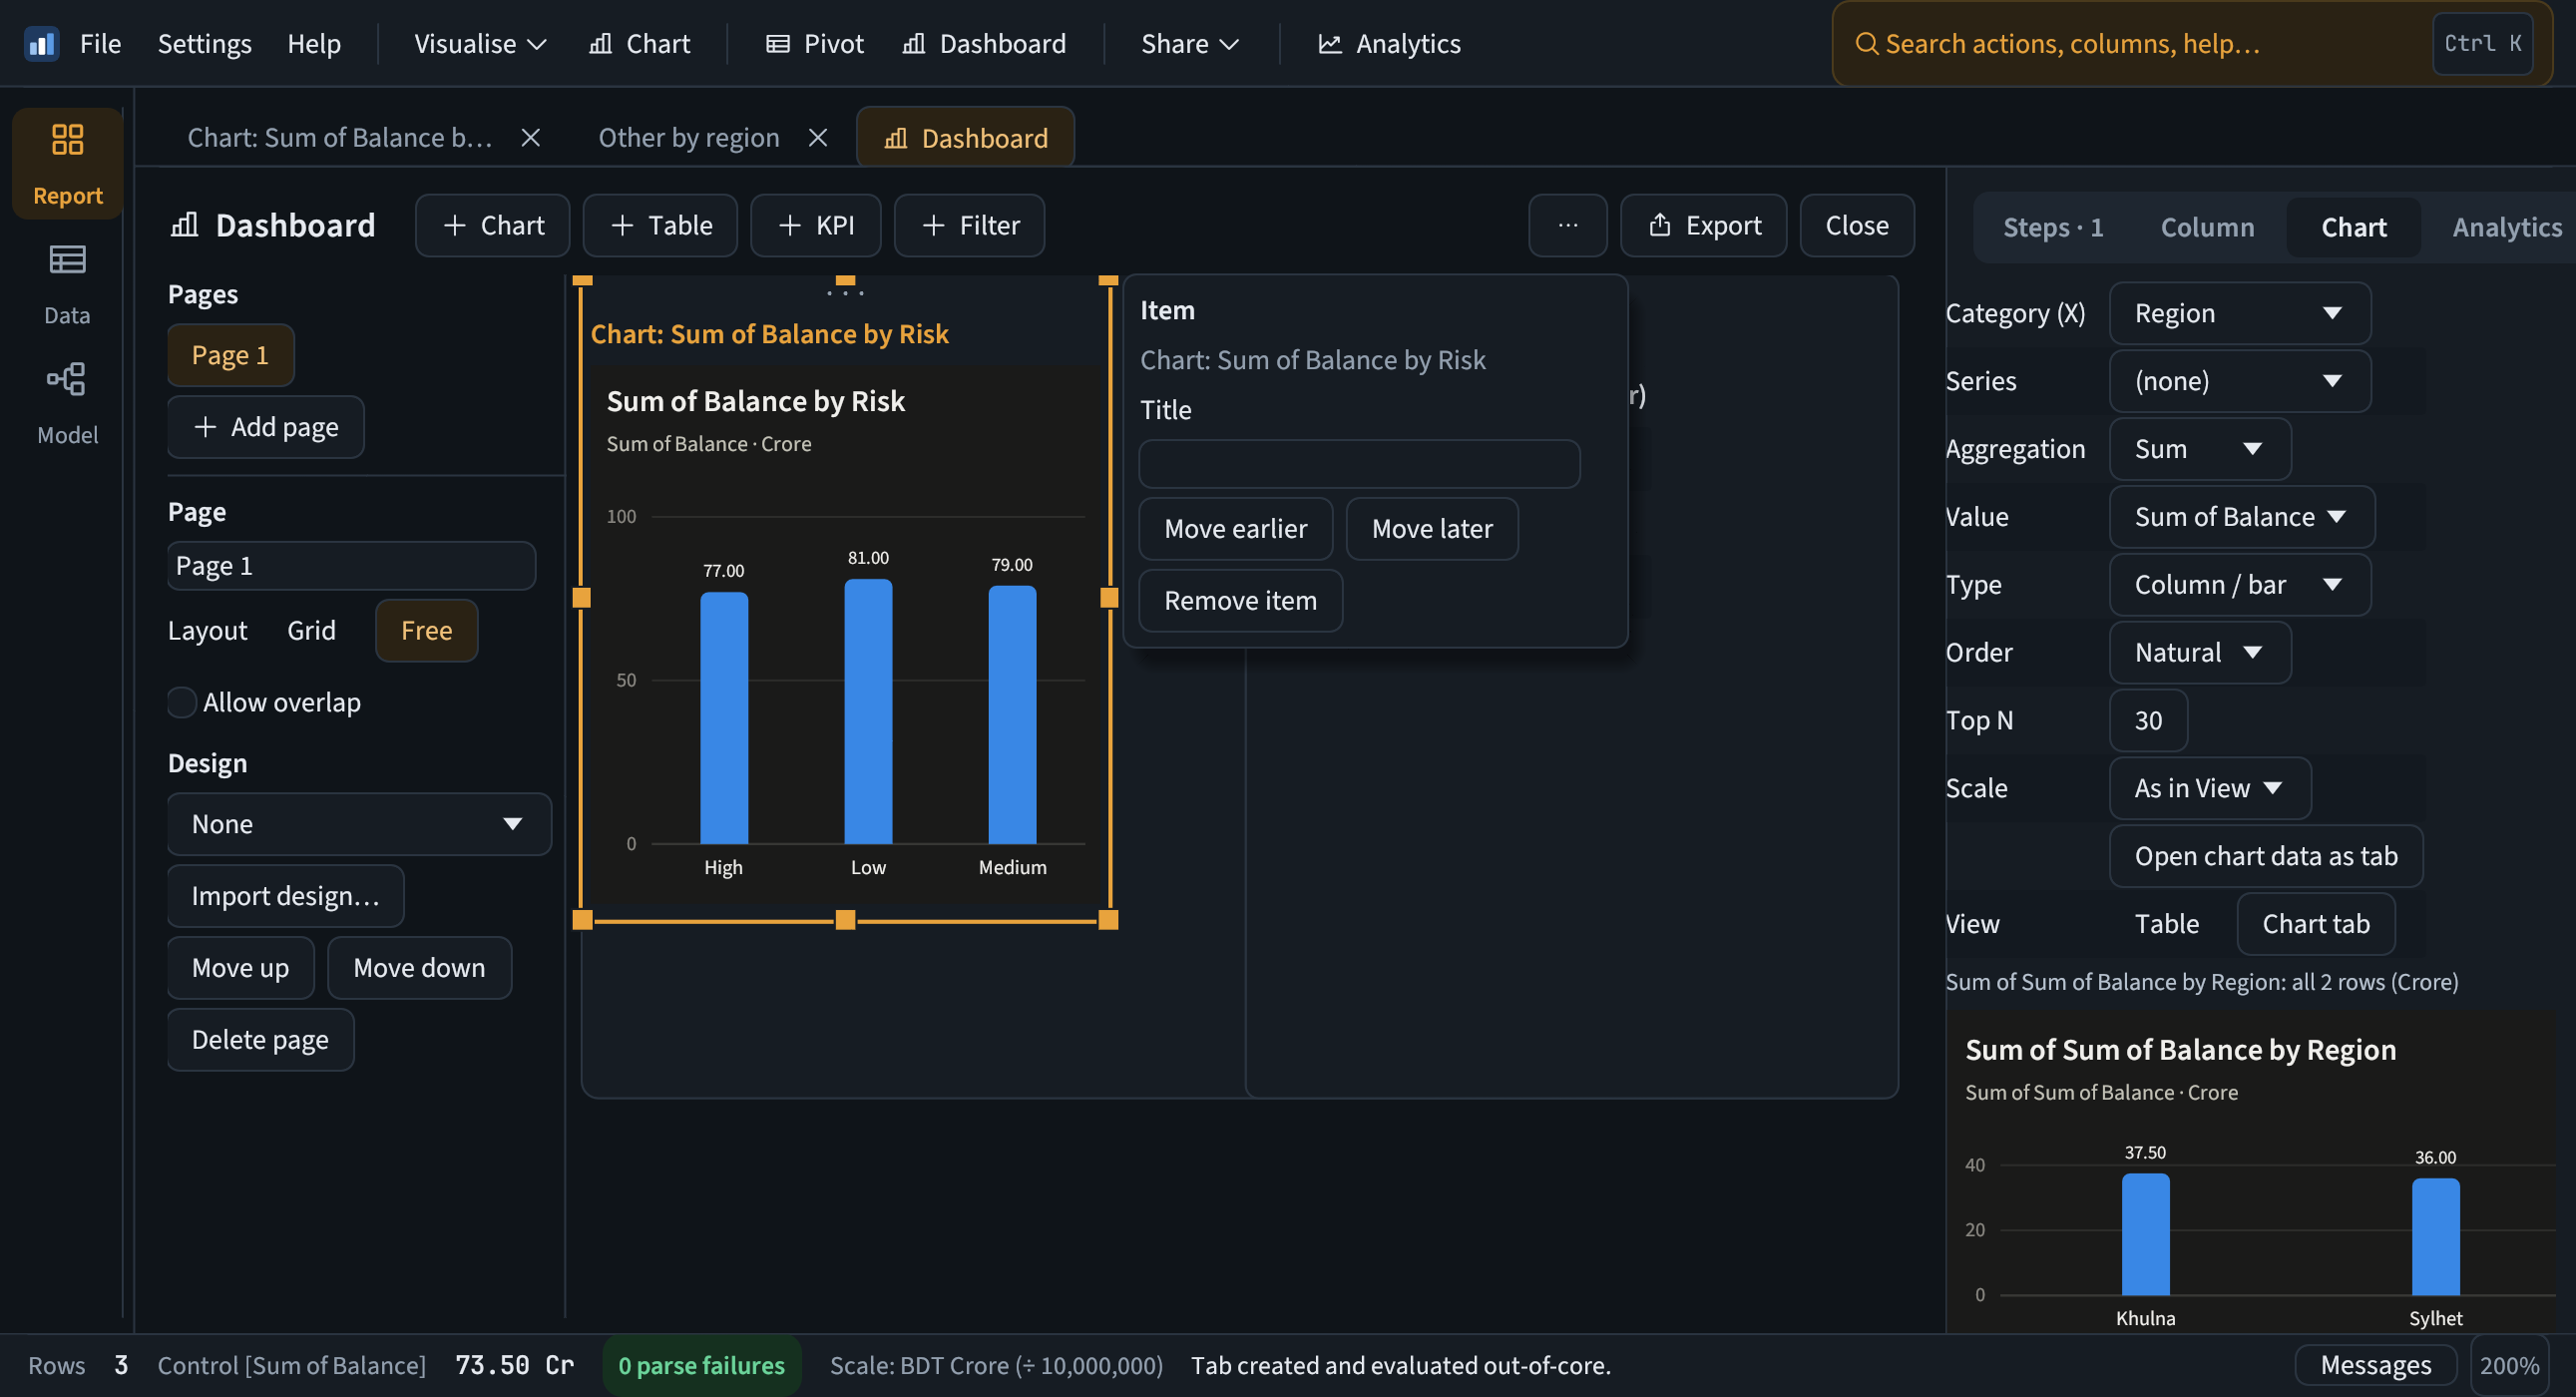 File Settings Help Visualise Chart Pivot Dashboard Share Analytics Search actions, columns, help... Ctrl K
Chart: Sum of Balance b... Other by region Dashboard
Report
Data
Model
Dashboard + Chart + Table + KPI + Filter ... Export Close
Pages
Page 1
+ Add page
Page
Page 1
Layout Grid Free
Allow overlap
Design
None
Import design...
Move up Move down
Delete page
Chart: Sum of Balance by Risk
Sum of Balance by Risk
Sum of Balance · Crore
100
77.00 81.00 79.00
50
0
High Low Medium
Item
Chart: Sum of Balance by Risk
Title
Move earlier Move later
Remove item
r)
Steps · 1 Column Chart Analytics
Category (X) Region
Series (none)
Aggregation Sum
Value Sum of Balance
Type Column / bar
Order Natural
Top N 30
Scale As in View
Open chart data as tab
View Table Chart tab
Sum of Sum of Balance by Region: all 2 rows (Crore)
Sum of Sum of Balance by Region
Sum of Sum of Balance · Crore
37.50 36.00
40
20
0
Khulna Sylhet
Rows 3 Control [Sum of Balance] 73.50 Cr 0 parse failures Scale: BDT Crore (÷ 10,000,000) Tab created and evaluated out-of-core. Messages 200%